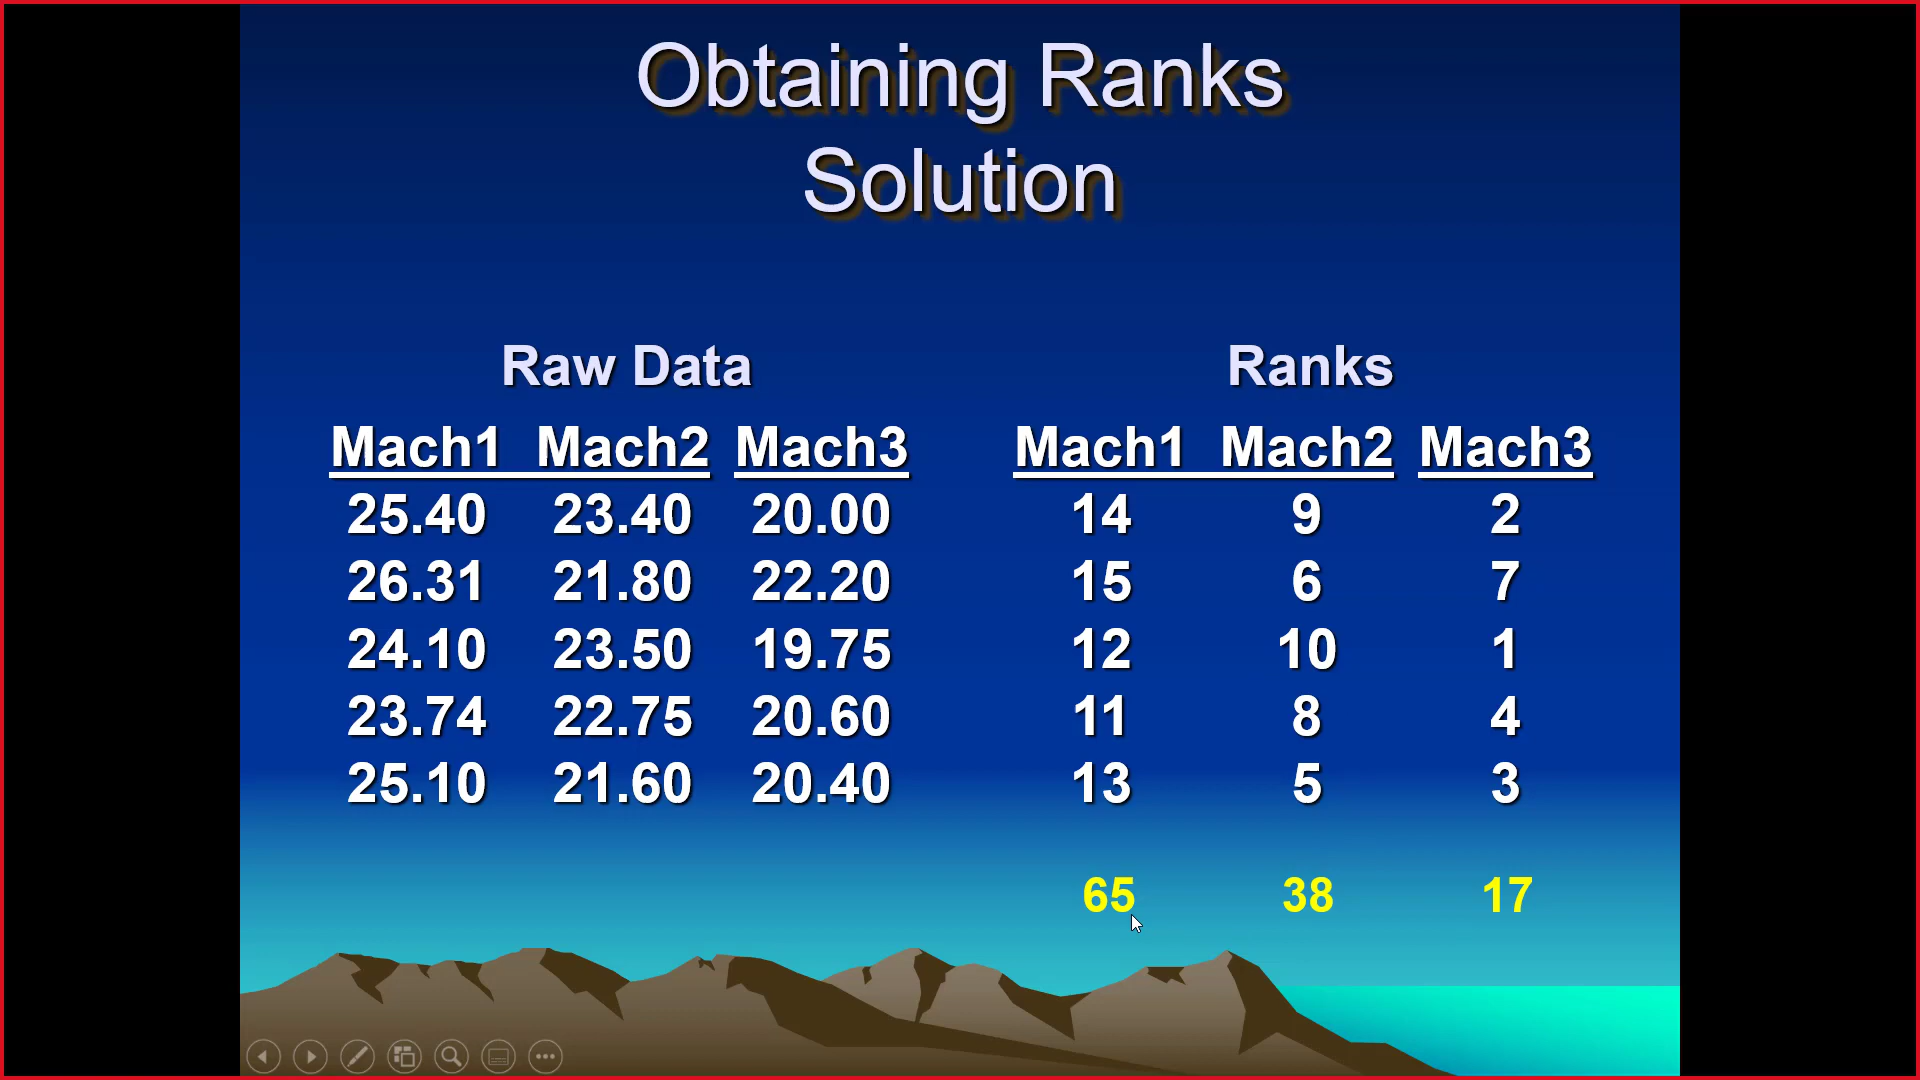 Obtaining Ranks
Solution
Raw Data Ranks
Mach1 Mach2 Mach3 Mach1 Mach2 Mach3
25.40 23.40 20.00 14 9 2
26.31 21.80 22.20 15 6 7
24.10 23.50 19.75 12 10 1
23.74 22.75 20.60 11 8 4
25.10 21.60 20.40 13 5 3
65 38 17